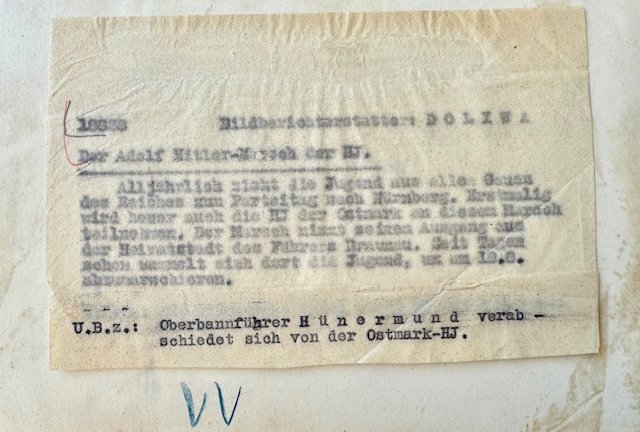 Bildberichterstatter: D O L I W A
Der Adolf Hitler-Marsch der HJ.
Alljährlich zieht die Jugend aus allen Gauen
des Reiches zum Parteitag nach Nürnberg. Erstmalig
wird heuer auch die HJ der Ostmark an diesem Marsch
teilnehmen. Der Marsch nimmt seinen Ausgang aus
der Heimatstadt des Führers Braunau. Seit Tagen
schon sammelt sich dort die Jugend, um am
abzumarschieren.
- - -
U.B.z.: Oberbannführer H ü n e r m u n d verab -
schiedet sich von der Ostmark-HJ.
VV